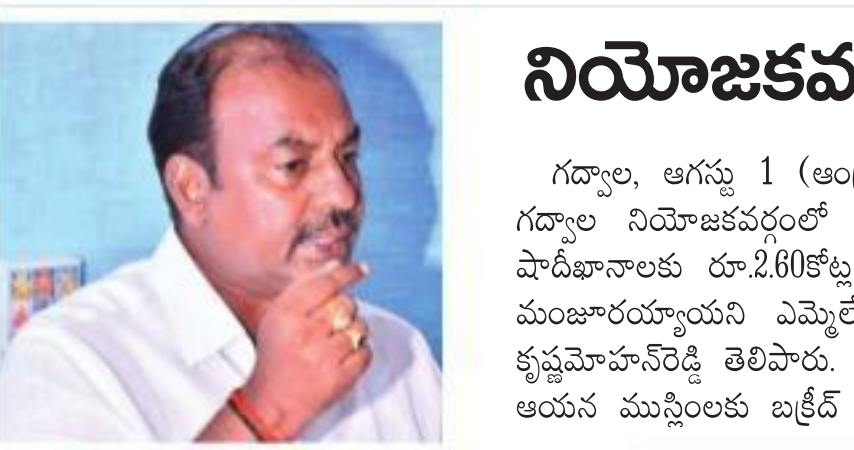 నియోజకవ
గద్వాల, ఆగస్టు 1 (ఆం
గద్వాల నియోజకవర్గంలో
షాదీఖానాలకు రూ.2.60కోట్ల
మంజూరయ్యాయని ఎమ్మెలే
కృష్ణమోహన్‌రెడ్డి తెలిపారు.
ఆయన ముస్లింలకు బక్రీద్